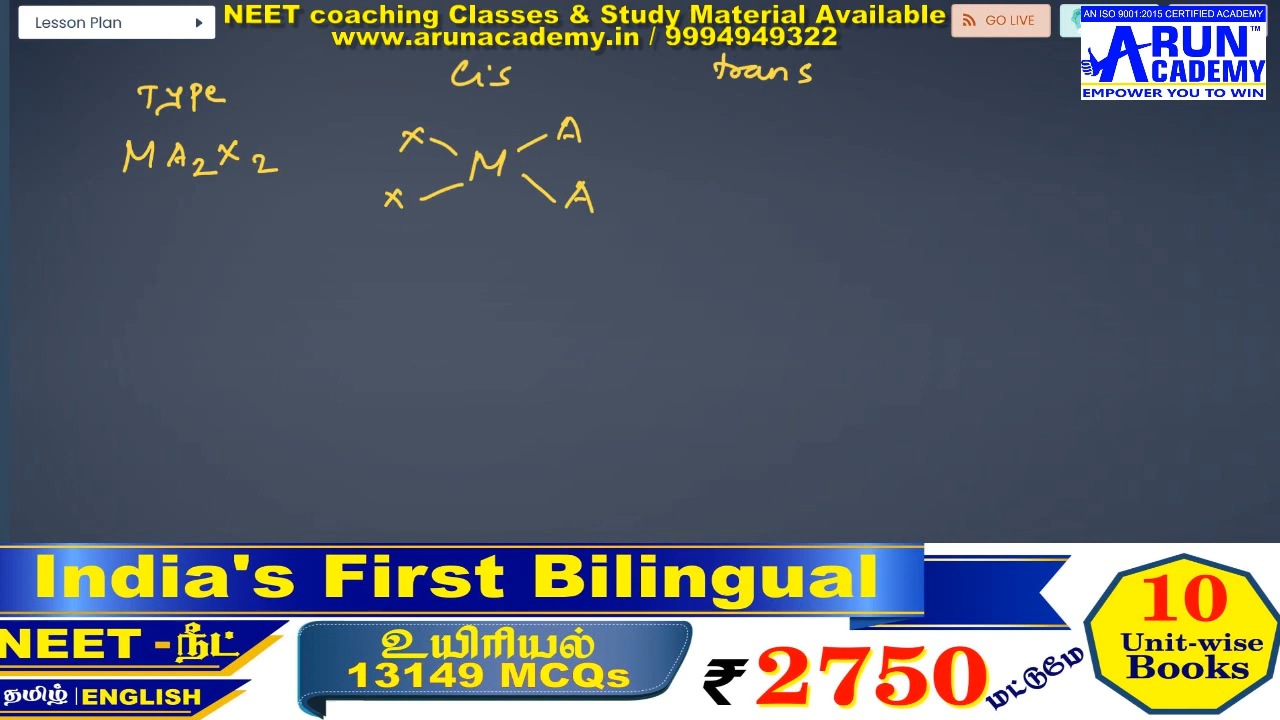 Lesson Plan
NEET coaching Classes & Study Material Available
www.arunacademy.in / 9994949322
GO LIVE
AN ISO 9001:2015 CERTIFIED ACADEMY
ARUN ACADEMY™
EMPOWER YOU TO WIN
Type cis trans
MA2X2
X M A
X A
India's First Bilingual
NEET - நீட்
தமிழ் | ENGLISH
உயிரியல்
13149 MCQs
₹ 2750 மட்டுமே
10
Unit-wise
Books